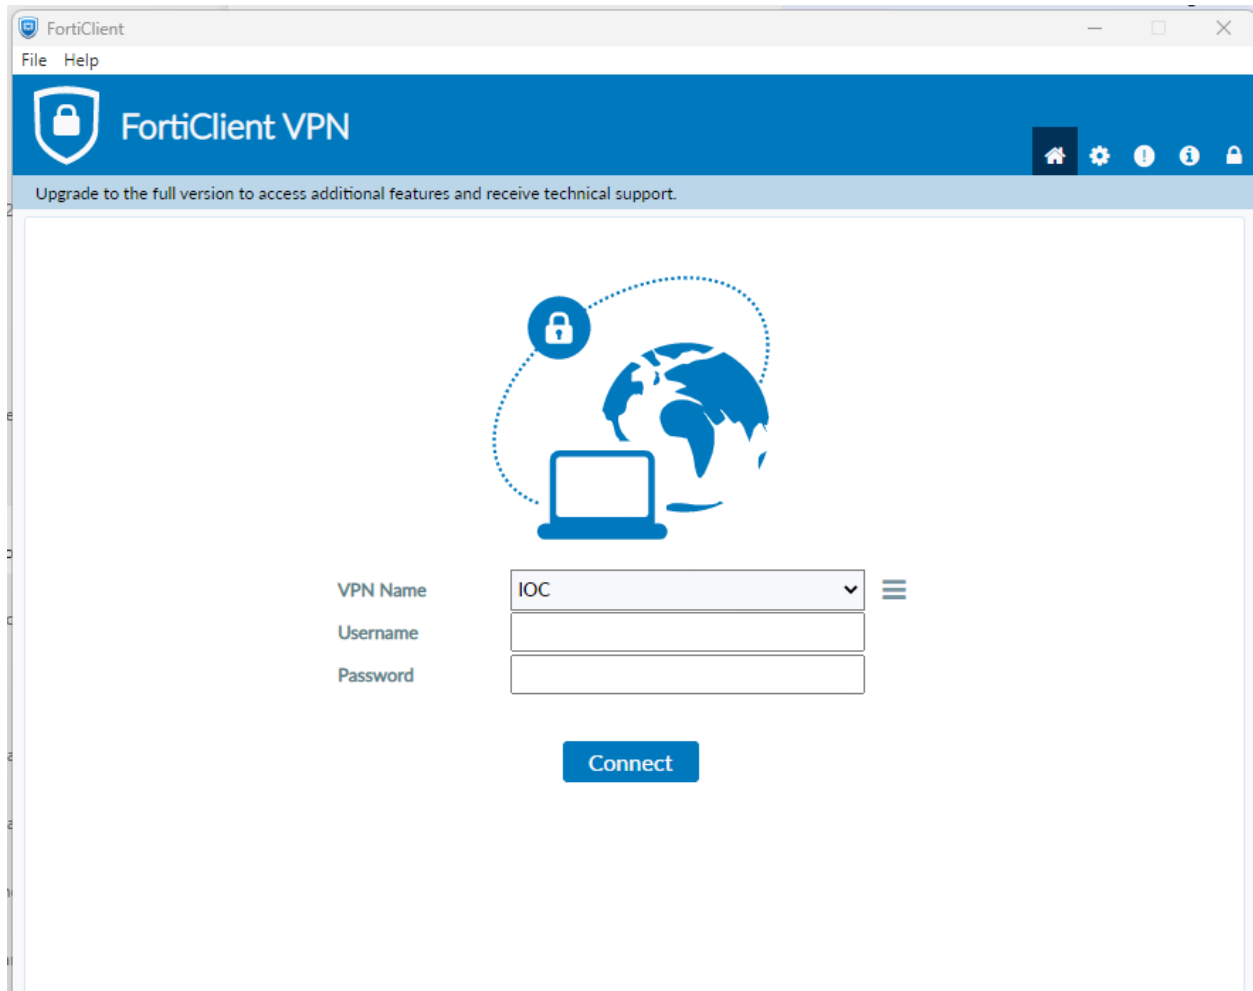 FortiClient
File Help
FortiClient VPN
Upgrade to the full version to access additional features and receive technical support.
VPN Name IOC
Username
Password
Connect